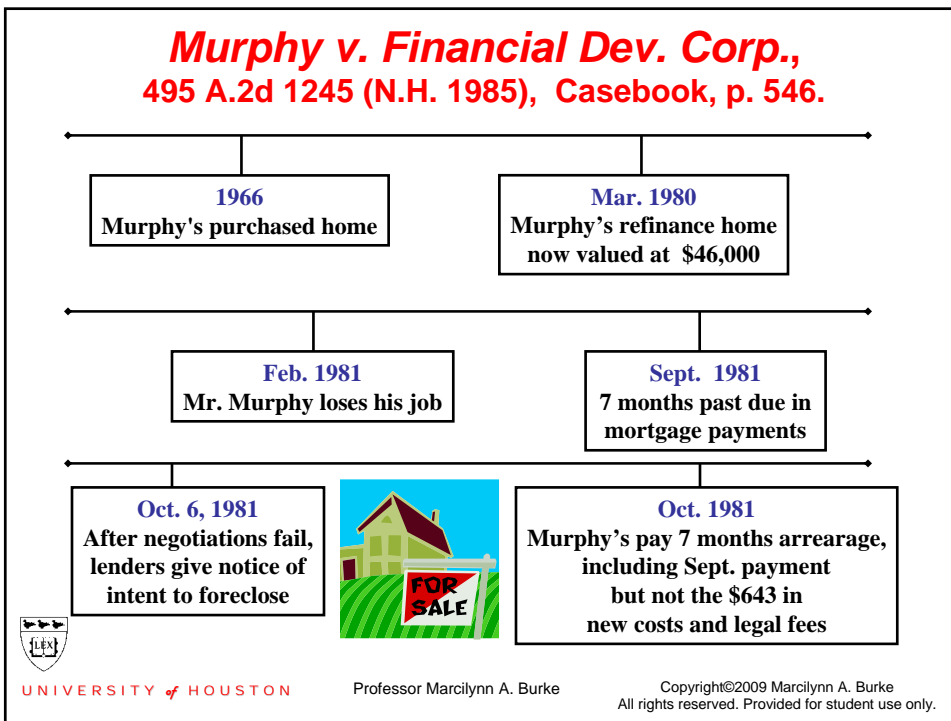 Murphy v. Financial Dev. Corp.,
495 A.2d 1245 (N.H. 1985), Casebook, p. 546.
1966
Murphy's purchased home
Mar. 1980
Murphy’s refinance home
now valued at $46,000
Feb. 1981
Mr. Murphy loses his job
Sept. 1981
7 months past due in
mortgage payments
Oct. 6, 1981
After negotiations fail,
lenders give notice of
intent to foreclose
FOR
SALE
Oct. 1981
Murphy’s pay 7 months arrearage,
including Sept. payment
but not the $643 in
new costs and legal fees
LEX
UNIVERSITY of HOUSTON
Professor Marcilynn A. Burke
Copyright©2009 Marcilynn A. Burke
All rights reserved. Provided for student use only.